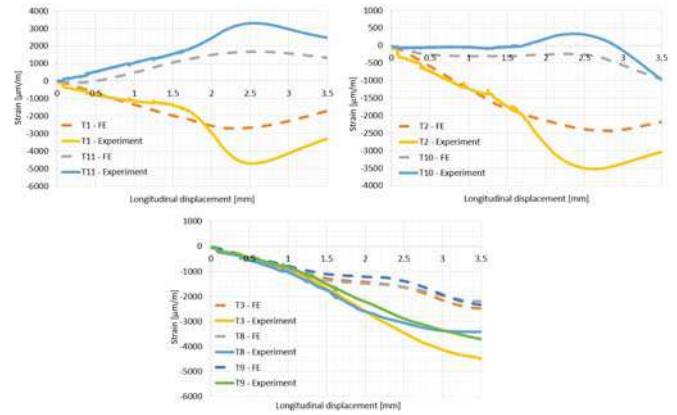 4000
3000
2000
1000
0
-1000
-2000
-3000
-4000
-5000
-6000
0 0.5 1 1.5 2 2.5 3 3.5
Strain [μm/m]
T1 - FE
T1 - Experiment
T11 - FE
T11 - Experiment
Longitudinal displacement [mm]
1000
500
0
-500
-1000
-1500
-2000
-2500
-3000
-3500
-4000
0 0.5 1 1.5 2 2.5 3 3.5
Strain [μm/m]
T2 - FE
T2 - Experiment
T10 - FE
T10 - Experiment
Longitudinal displacement [mm]
1000
0
-1000
-2000
-3000
-4000
-5000
-6000
0 0.5 1 1.5 2 2.5 3 3.5
Strain [μm/m]
T3 - FE
T3 - Experiment
T8 - FE
T8 - Experiment
T9 - FE
T9 - Experiment
Longitudinal displacement [mm]